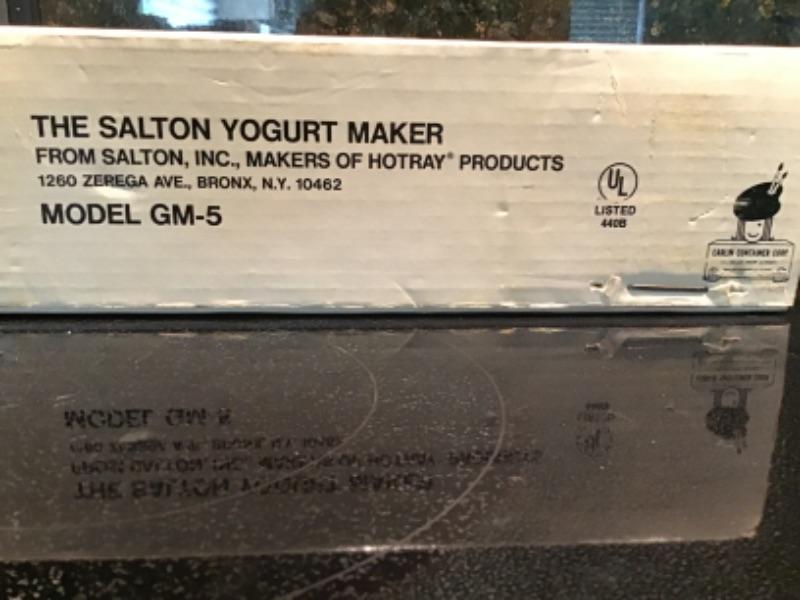 THE SALTON YOGURT MAKER
FROM SALTON, INC., MAKERS OF HOTRAY® PRODUCTS
1260 ZEREGA AVE., BRONX, N.Y. 10462
MODEL GM-5
UL
LISTED
440B
CARLIN CONTAINER CORP